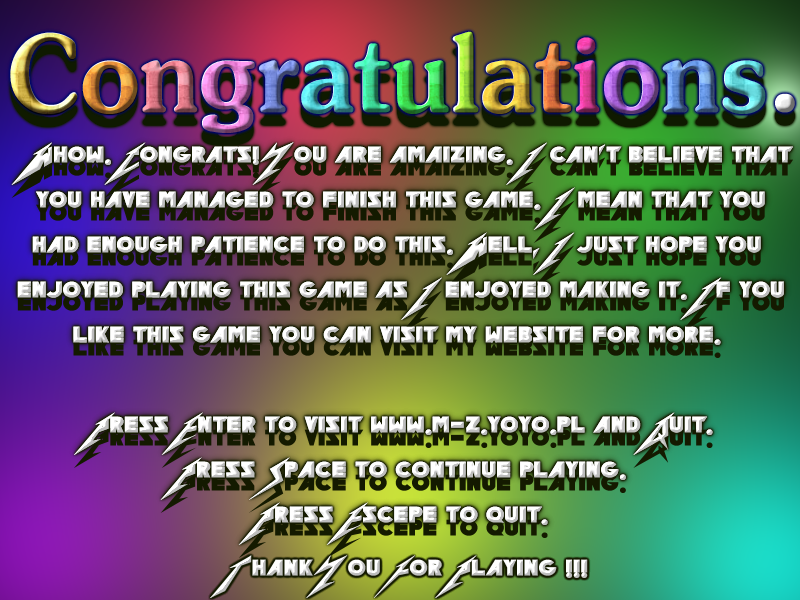 Congratulations.
Ahow. Congrats! You are amaizing. I can't believe that
you have managed to finish this game. I mean that you
had enough patience to do this. Well, I just hope you
enjoyed playing this game as I enjoyed making it. If you
like this game you can visit my website for more.
Press Enter to visit www.m-z.yoyo.pl and Quit.
Press Space to continue playing.
Press Escepe to quit.
Thank You For Playing !!!